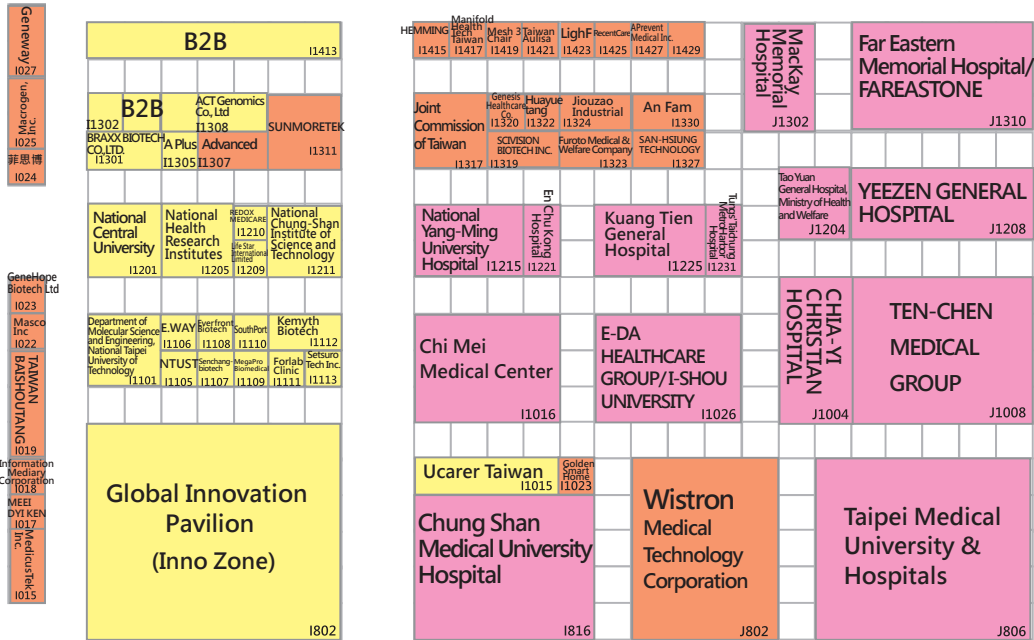 Geneway
I027
Macrogen,
Inc.
I025
菲思博
I024
GeneHope
Biotech Ltd
I023
Masco
Inc
I022
TAIWAN
BAISHOUTANG
I019
Information
Mediary
Corporation
I018
MEEI
DYI KEN
I017
MedicusTek,
Inc.
I015
B2B
I1413
I1302
B2B
ACT Genomics
Co., Ltd
I1308
BRAXX BIOTECH
CO.,LTD.
I1301
A Plus
I1305
Advanced
I1307
SUNMORETEK
I1311
National
Central
University
I1201
National
Health
Research
Institutes
I1205
REDOX
MEDICARE
I1210
Life Star
International
Limited
I1209
National
Chung-Shan
Institute of
Science and
Technology
I1211
Department of
Molecular Science
and Engineering,
National Taipei
University of
Technology
I1101
E.WAY
I1106
Everfront
Biotech
I1108
SouthPort
I1110
Kemyth
Biotech
I1112
NTUST
I1105
Senchang-
biotech
I1107
MegaPro
Biomedical
I1109
Forlab
Clinic
I1111
Setsuro
Tech Inc.
I1113
Global Innovation
Pavilion
(Inno Zone)
I802
HEMMING
I1415
Manifold
Health
Tech
Taiwan
I1417
Mesh 3
Chair
I1419
Taiwan
Aulisa
I1421
LighF
I1423
RecentCare
I1425
APrevent
Medical Inc.
I1427
I1429
Joint
Commission
of Taiwan
I1317
Genesis
Healthcare
Co.
I1320
Huayue
tang
I1322
Jiouzao
Industrial
I1324
An Fam
I1330
SCIVISION
BIOTECH INC.
I1319
Furoto Medical &
Welfare Company
I1323
SAN-HSIUNG
TECHNOLOGY
I1327
National
Yang-Ming
University
Hospital
I1215
En Chu Kong
Hospital
I1221
Kuang Tien
General
Hospital
I1225
Tungs' Taichung
MetroHarbor
Hospital
I1231
Chi Mei
Medical Center
I1016
E-DA
HEALTHCARE
GROUP/I-SHOU
UNIVERSITY
I1026
Ucarer Taiwan
I1015
Golden
Smart
Home
I1023
Chung Shan
Medical University
Hospital
I816
Wistron
Medical
Technology
Corporation
J802
MacKay
Memorial
Hospital
J1302
Far Eastern
Memorial Hospital/
FAREASTONE
J1310
Tao Yuan
General Hospital,
Ministry of Health
and Welfare
J1204
YEEZEN GENERAL
HOSPITAL
J1208
CHIA-YI
CHRISTIAN
HOSPITAL
J1004
TEN-CHEN
MEDICAL
GROUP
J1008
Taipei Medical
University &
Hospitals
J806